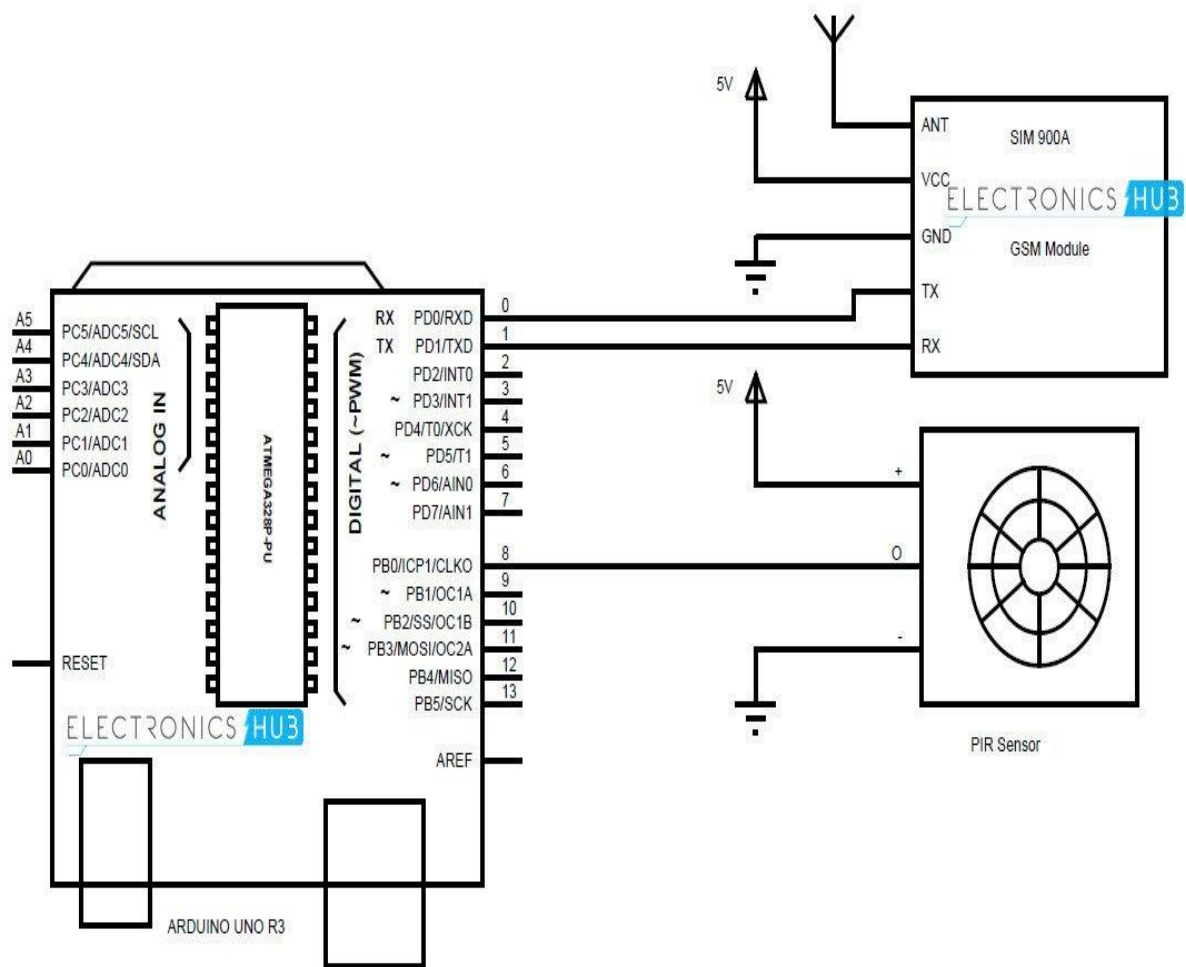 5V
ANT
SIM 900A
VCC
ELECTRONICS HUB
GND
GSM Module
TX
RX
A5
A4
A3
A2
A1
A0
PC5/ADC5/SCL
PC4/ADC4/SDA
PC3/ADC3
PC2/ADC2
PC1/ADC1
PC0/ADC0
ANALOG IN
RESET
ATMEGA328P-PU
DIGITAL (~PWM)
RX PD0/RXD 0
TX PD1/TXD 1
PD2/INT0 2
~ PD3/INT1 3
PD4/T0/XCK 4
~ PD5/T1 5
~ PD6/AIN0 6
PD7/AIN1 7
PB0/ICP1/CLKO 8
~ PB1/OC1A 9
~ PB2/SS/OC1B 10
~ PB3/MOSI/OC2A 11
PB4/MISO 12
PB5/SCK 13
AREF
ELECTRONICS HUB
ARDUINO UNO R3
5V
+
O
-
PIR Sensor